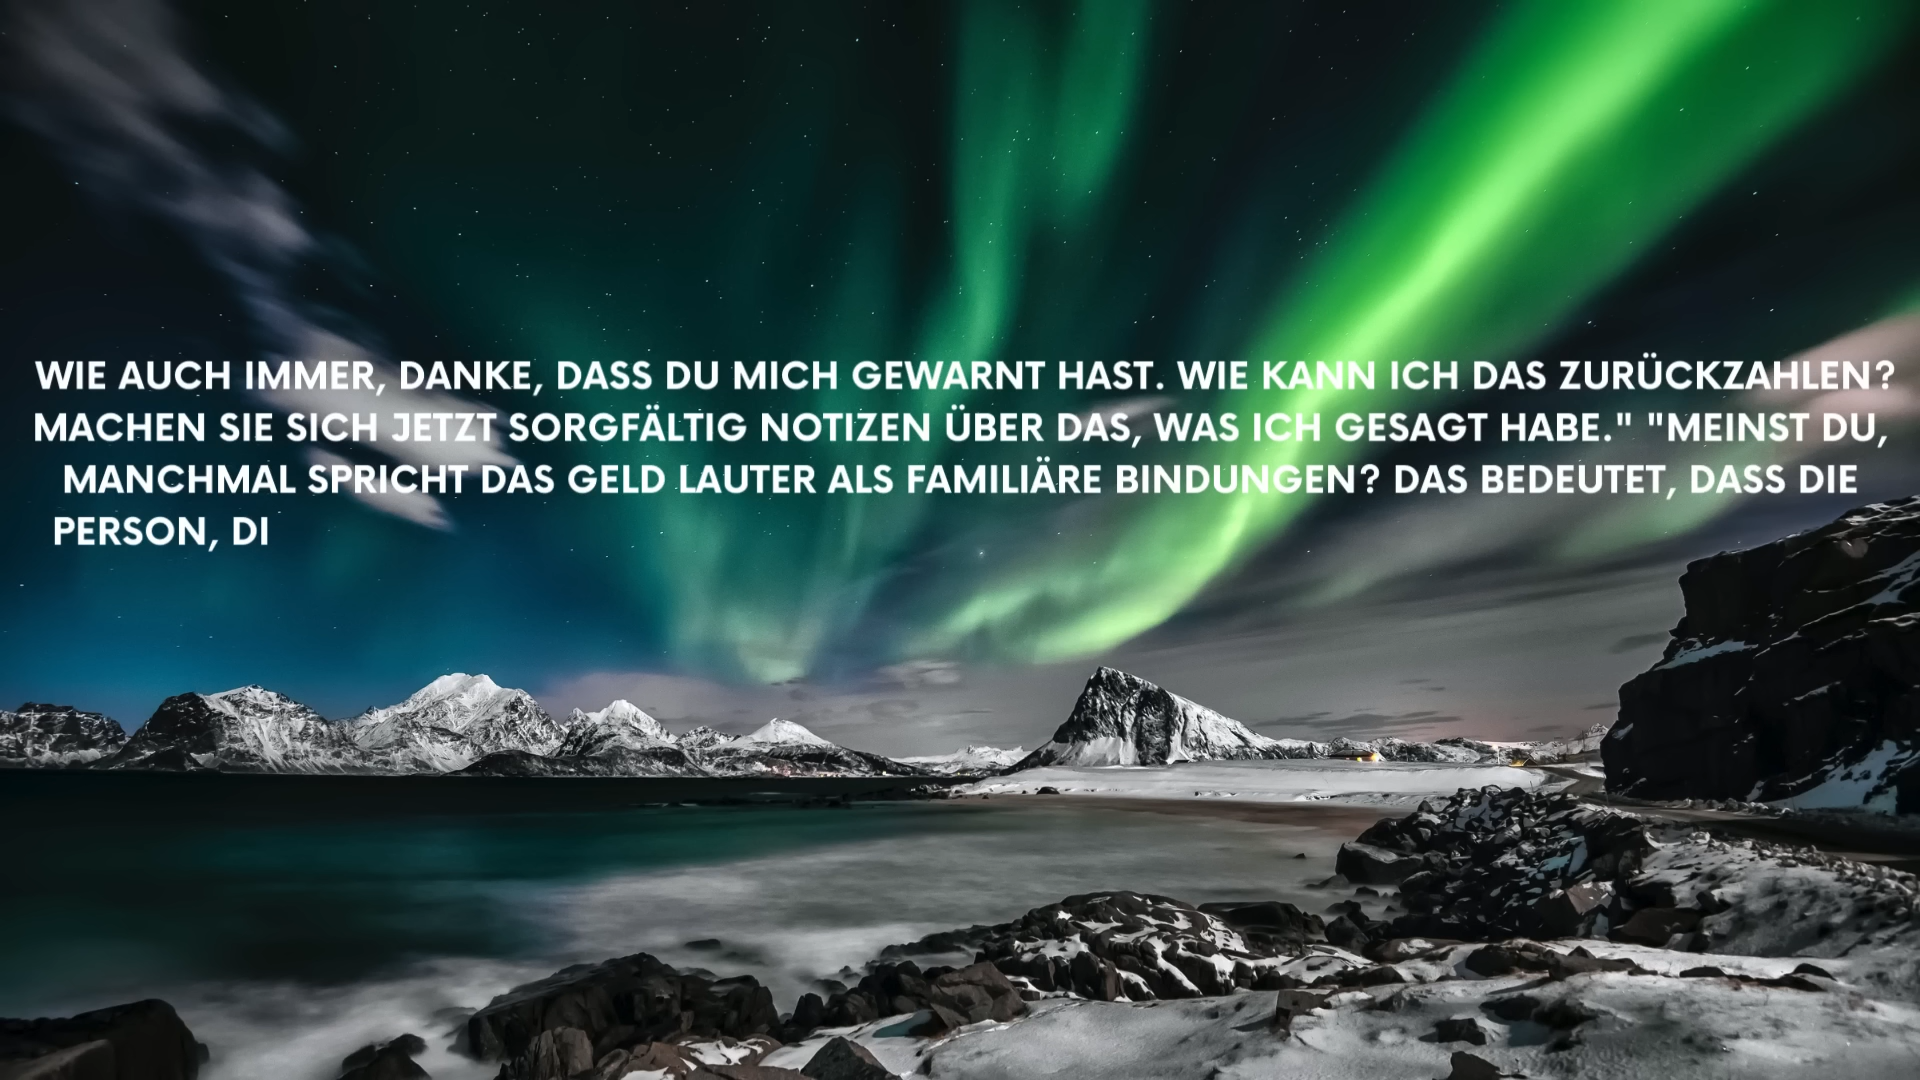 WIE AUCH IMMER, DANKE, DASS DU MICH GEWARNT HAST. WIE KANN ICH DAS ZURÜCKZAHLEN?
MACHEN SIE SICH JETZT SORGFÄLTIG NOTIZEN ÜBER DAS, WAS ICH GESAGT HABE." "MEINST DU,
MANCHMAL SPRICHT DAS GELD LAUTER ALS FAMILIÄRE BINDUNGEN? DAS BEDEUTET, DASS DIE
PERSON, DI